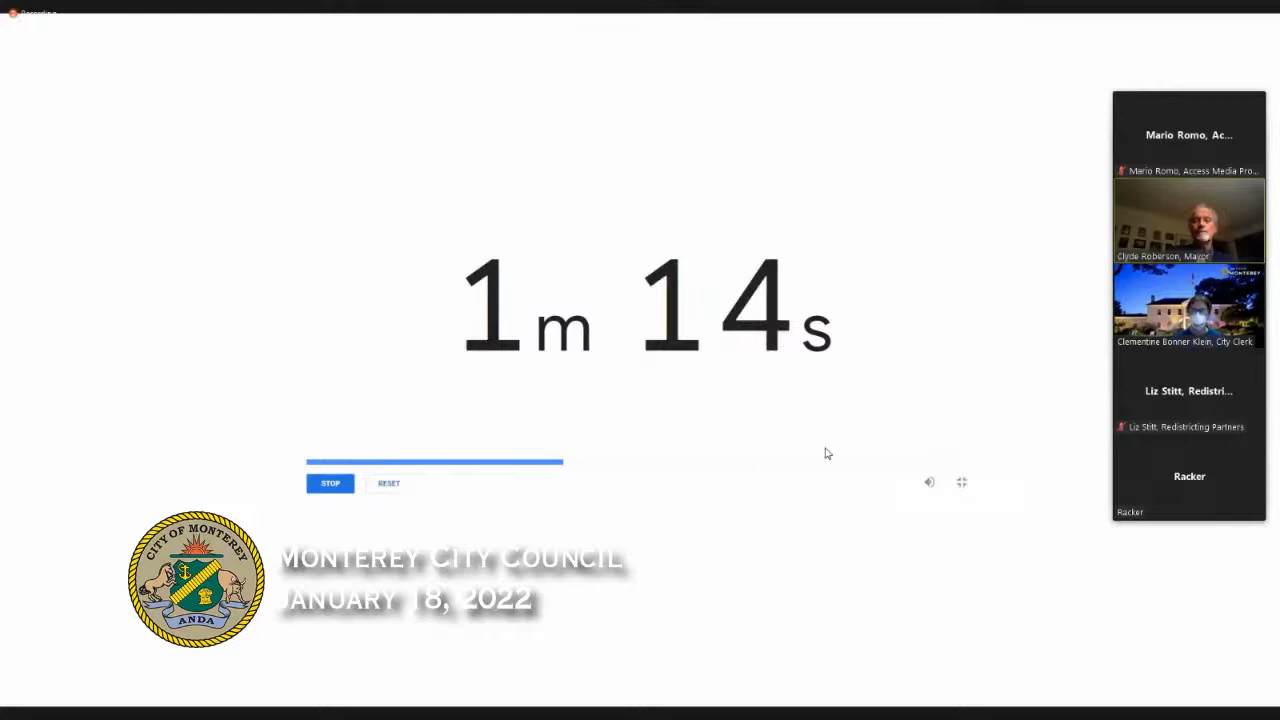 Recording
Mario Romo, Ac...
Mario Romo, Access Media Pro...
Clyde Roberson, Mayor
MONTEREY
Clementine Bonner Klein, City Clerk
Liz Stitt, Redistri...
Liz Stitt, Redistricting Partners
Racker
Racker
1m 14s
STOP
RESET
CITY OF MONTEREY
ANDA
MONTEREY CITY COUNCIL
JANUARY 18, 2022